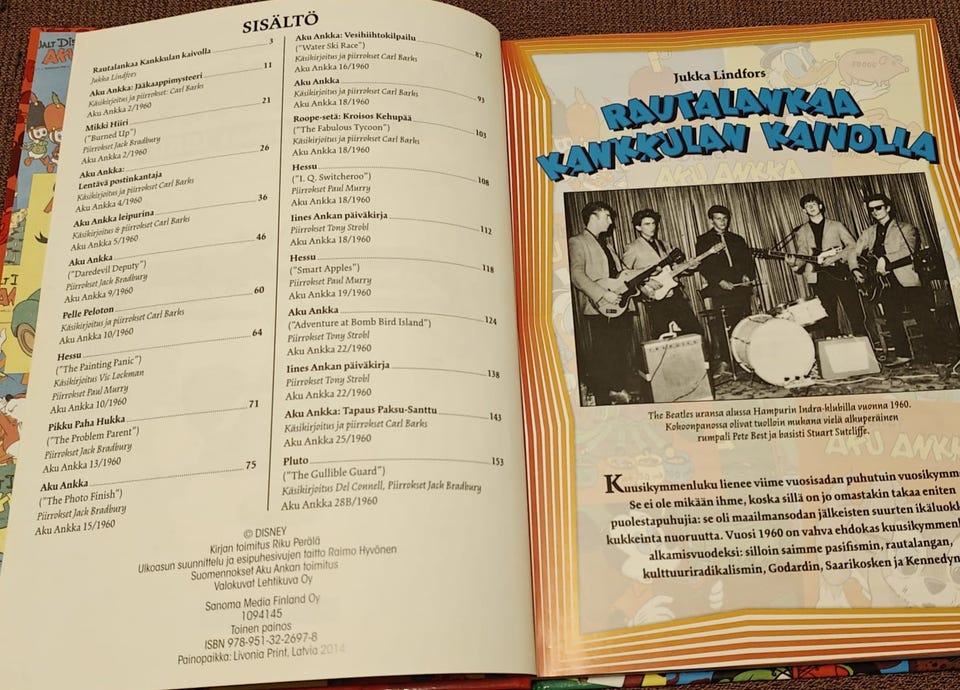 SISÄLTÖ
Rautalankaa Kankkulan kaivolla 3
Jukka Lindfors
Aku Ankka: Jääkaappimysteeri 11
Käsikirjoitus ja piirrokset: Carl Barks
Aku Ankka 2/1960
Mikki Hiiri 21
("Burned Up")
Piirrokset Jack Bradbury
Aku Ankka 2/1960
Aku Ankka: 26
Lentävä postinkantaja
Käsikirjoitus ja piirrokset Carl Barks
Aku Ankka 4/1960
Aku Ankka leipurina 36
Käsikirjoitus & piirrokset Carl Barks
Aku Ankka 5/1960
Aku Ankka 46
("Daredevil Deputy")
Piirrokset Jack Bradbury
Aku Ankka 9/1960
Pelle Peloton 60
Käsikirjoitus ja piirrokset Carl Barks
Aku Ankka 10/1960
Hessu 64
("The Painting Panic")
Käsikirjoitus Vic Lockman
Piirrokset Paul Murry
Aku Ankka 10/1960
Pikku Paha Hukka 71
("The Problem Parent")
Piirrokset Jack Bradbury
Aku Ankka 13/1960
Aku Ankka 75
("The Photo Finish")
Piirrokset Jack Bradbury
Aku Ankka 15/1960
Aku Ankka: Vesihiihtokilpailu 87
("Water Ski Race")
Käsikirjoitus ja piirrokset Carl Barks
Aku Ankka 16/1960
Aku Ankka 93
Käsikirjoitus ja piirrokset Carl Barks
Aku Ankka 18/1960
Roope-setä: Kroisos Kehupää 103
("The Fabulous Tycoon")
Käsikirjoitus ja piirrokset Carl Barks
Aku Ankka 18/1960
Hessu 108
("I. Q. Switcheroo")
Piirrokset Paul Murry
Aku Ankka 18/1960
Iines Ankan päiväkirja 112
Piirrokset Tony Strobl
Aku Ankka 18/1960
Hessu 118
("Smart Apples")
Piirrokset Paul Murry
Aku Ankka 19/1960
Aku Ankka 124
("Adventure at Bomb Bird Island")
Piirrokset Tony Strobl
Aku Ankka 22/1960
Iines Ankan päiväkirja 138
Piirrokset Tony Strobl
Aku Ankka 22/1960
Aku Ankka: Tapaus Paksu-Santtu 143
Käsikirjoitus ja piirrokset Carl Barks
Aku Ankka 25/1960
Pluto 153
("The Gullible Guard")
Käsikirjoitus Del Connell, Piirrokset Jack Bradbury
Aku Ankka 28B/1960
© DISNEY
Kirjan toimitus Riku Perälä
Ulkoasun suunnittelu ja esipuhesivujen taitto Raimo Hyvönen
Suomennokset Aku Ankan toimitus
Valokuvat Lehtikuva Oy
Sanoma Media Finland Oy
1094145
Toinen painos
ISBN 978-951-32-2697-8
Painopaikka: Livonia Print, Latvia 2014
Jukka Lindfors
RAUTALANKAA
KANKKULAN KAIVOLLA
The Beatles uransa alussa Hampurin Indra-klubilla vuonna 1960.
Kokoonpanossa olivat tuolloin mukana vielä alkuperäinen
rumpali Pete Best ja basisti Stuart Sutcliffe.
Kuusikymmenluku lienee viime vuosisadan puhutuin vuosikymm
Se ei ole mikään ihme, koska sillä on jo omastakin takaa eniten
puolestapuhujia: se oli maailmansodan jälkeisten suurten ikäluokk
kukkeinta nuoruutta. Vuosi 1960 on vahva ehdokas kuusikymmenl
alkamisvuodeksi: silloin saimme pasifismin, rautalangan,
kulttuuriradikalismin, Godardin, Saarikosken ja Kennedyn